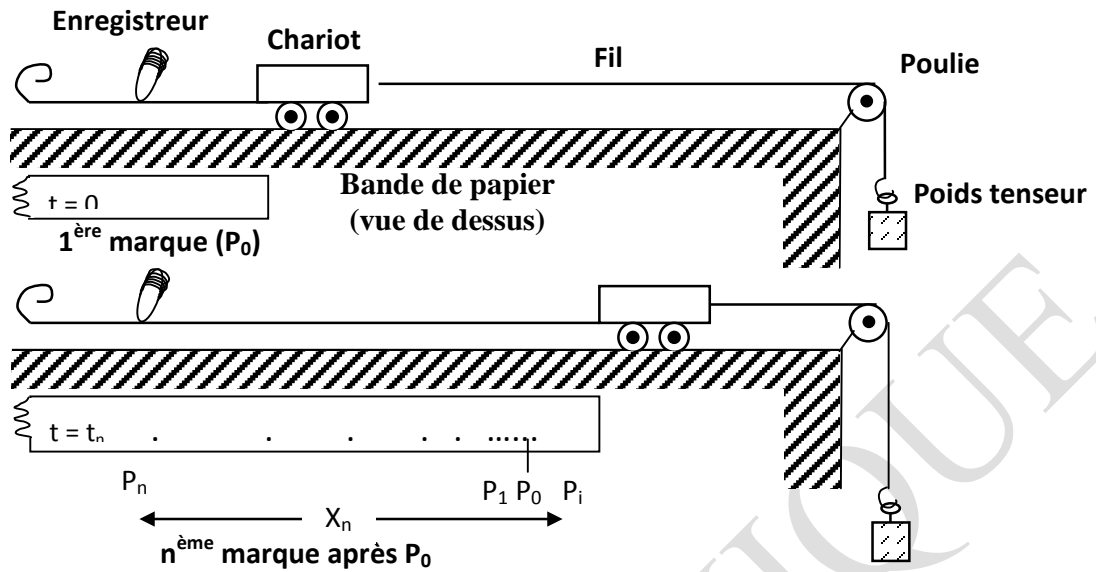 Enregistreur
Chariot
Fil
Poulie
t = 0
Bande de papier
(vue de dessus)
Poids tenseur
1ère marque (P0)
t = tn
Pn
P1 P0 Pi
Xn
nème marque après P0
IQUE